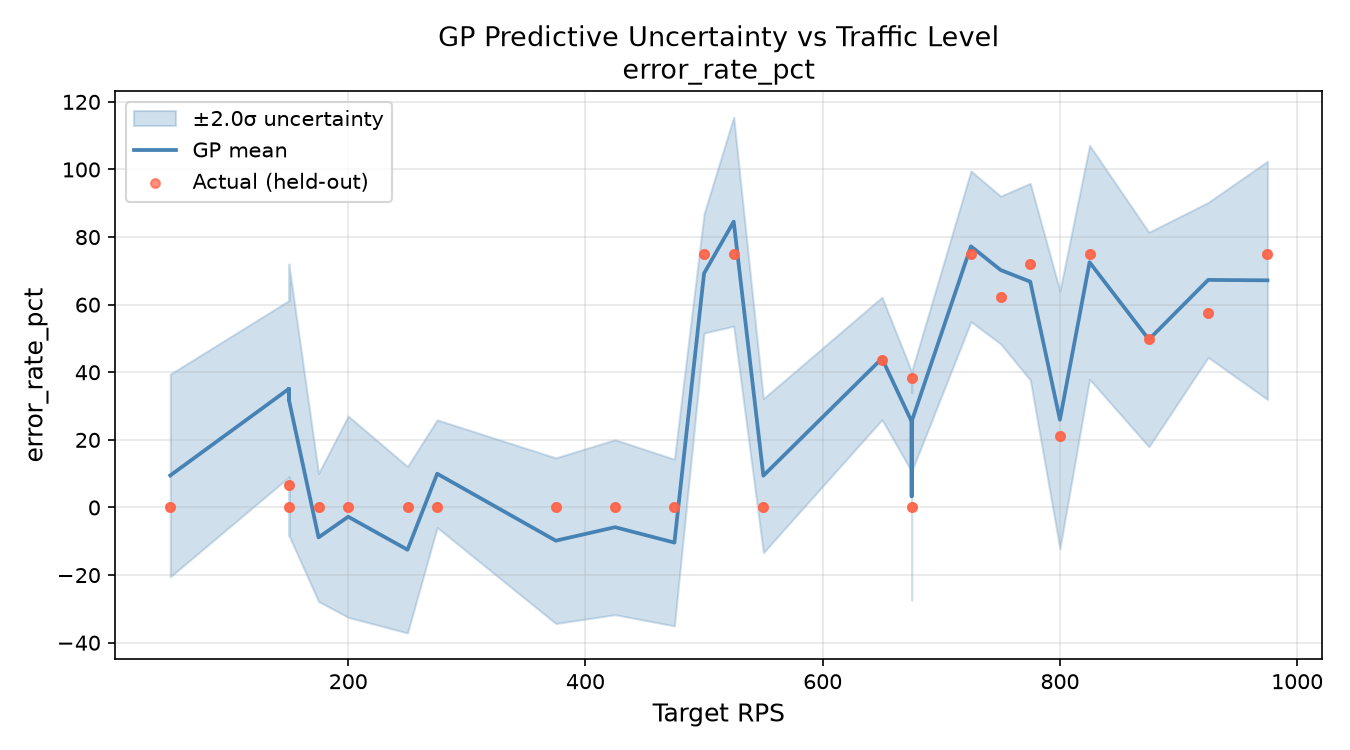 GP Predictive Uncertainty vs Traffic Level
error_rate_pct
±2.0σ uncertainty
GP mean
Actual (held-out)
error_rate_pct
120
100
80
60
40
20
0
−20
−40
200
400
600
800
1000
Target RPS